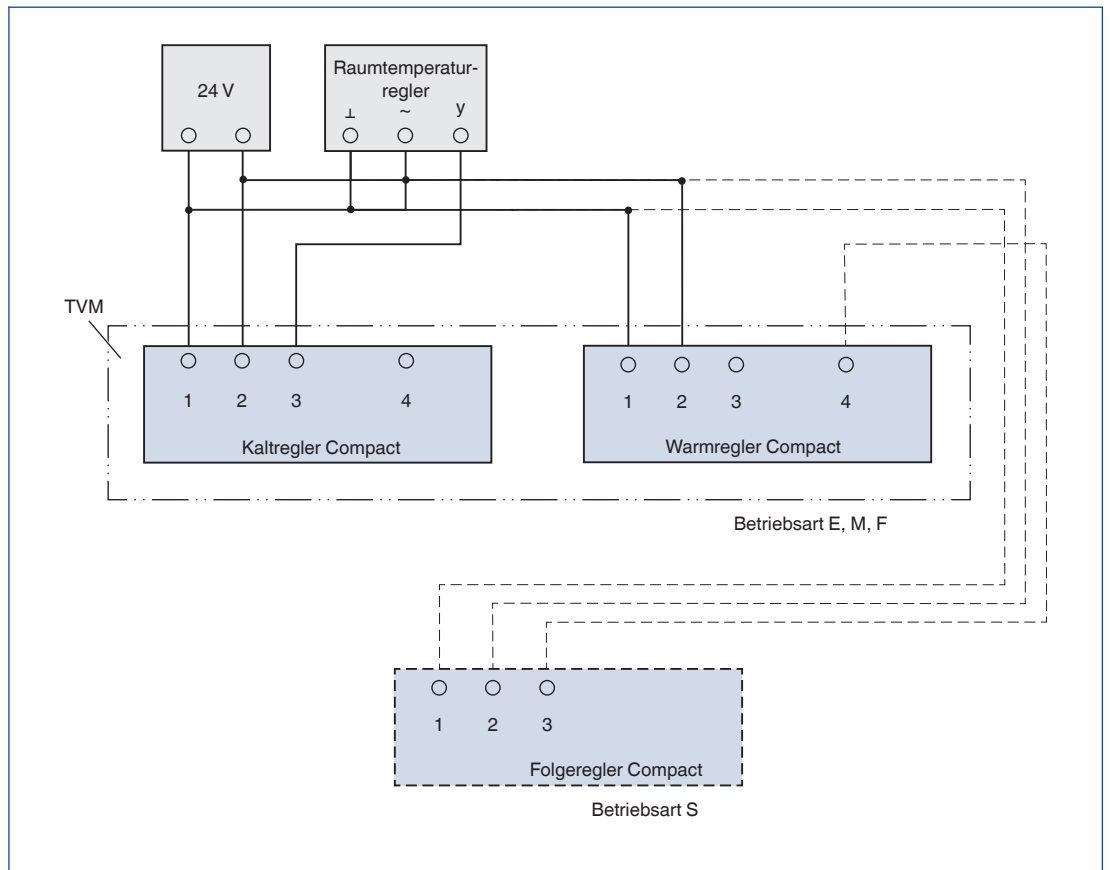 24 V
Raumtemperatur-
regler
⊥ ~ y
TVM
1 2 3 4
Kaltregler Compact
1 2 3 4
Warmregler Compact
Betriebsart E, M, F
1 2 3
Folgeregler Compact
Betriebsart S